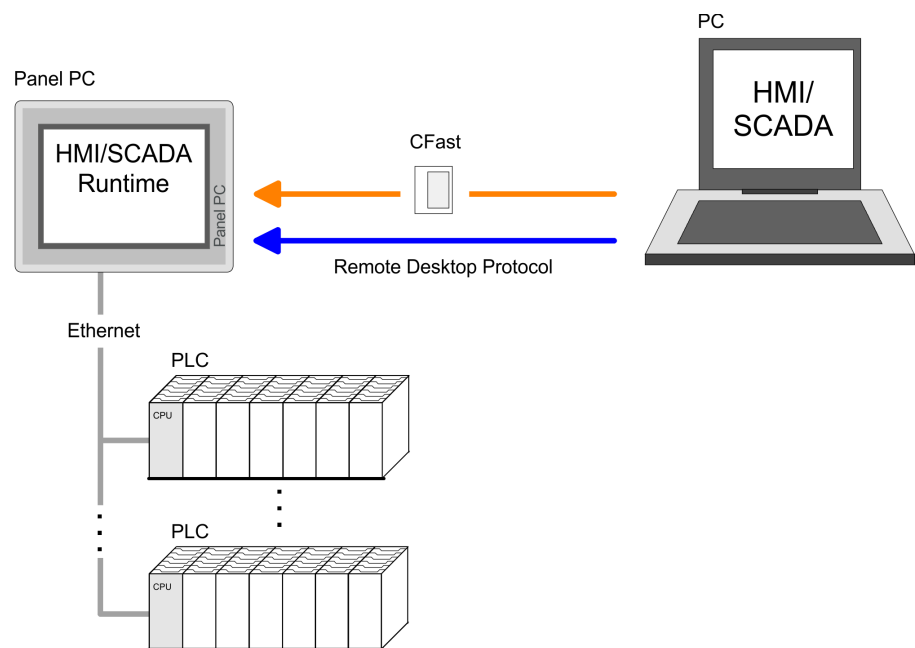 PC
Panel PC
HMI/
SCADA
HMI/SCADA
Runtime
Panel PC
CFast
Remote Desktop Protocol
Ethernet
PLC
CPU
PLC
CPU